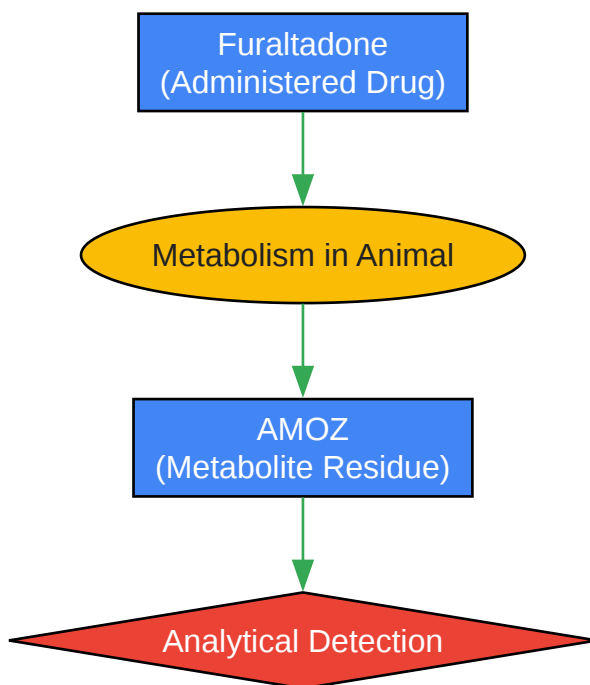 Furaltadone
(Administered Drug)
Metabolism in Animal
AMOZ
(Metabolite Residue)
Analytical Detection